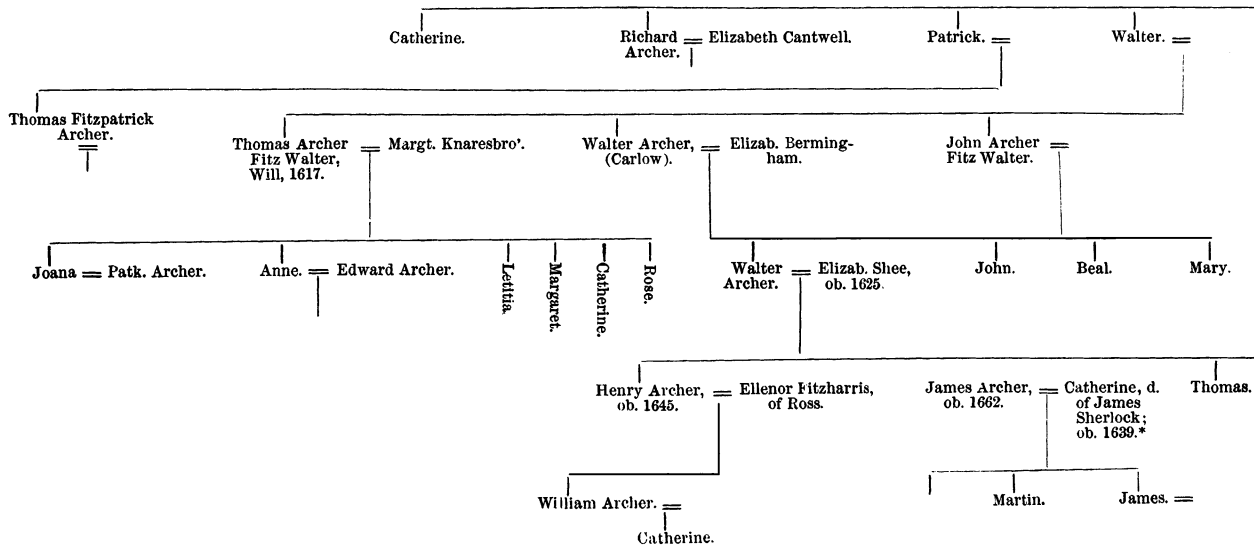 Catherine.
Richard Archer. = Elizabeth Cantwell.
Patrick. =
Walter. =
Thomas Fitzpatrick
Archer.
=
Thomas Archer = Margt. Knaresbro'.
Fitz Walter,
Will, 1617.
Walter Archer, = Elizab. Berming-
(Carlow). ham.
John Archer =
Fitz Walter.
Joana = Patk. Archer.
Anne. = Edward Archer.
Letitia.
Margaret.
Catherine.
Rose.
Walter = Elizab. Shee,
Archer. ob. 1625.
John.
Beal.
Mary.
Henry Archer, = Ellenor Fitzharris,
ob. 1645. of Ross.
James Archer, = Catherine, d.
ob. 1662. of James
Sherlock;
ob. 1639.*
Thomas.
William Archer. =
Martin.
James. =
Catherine.